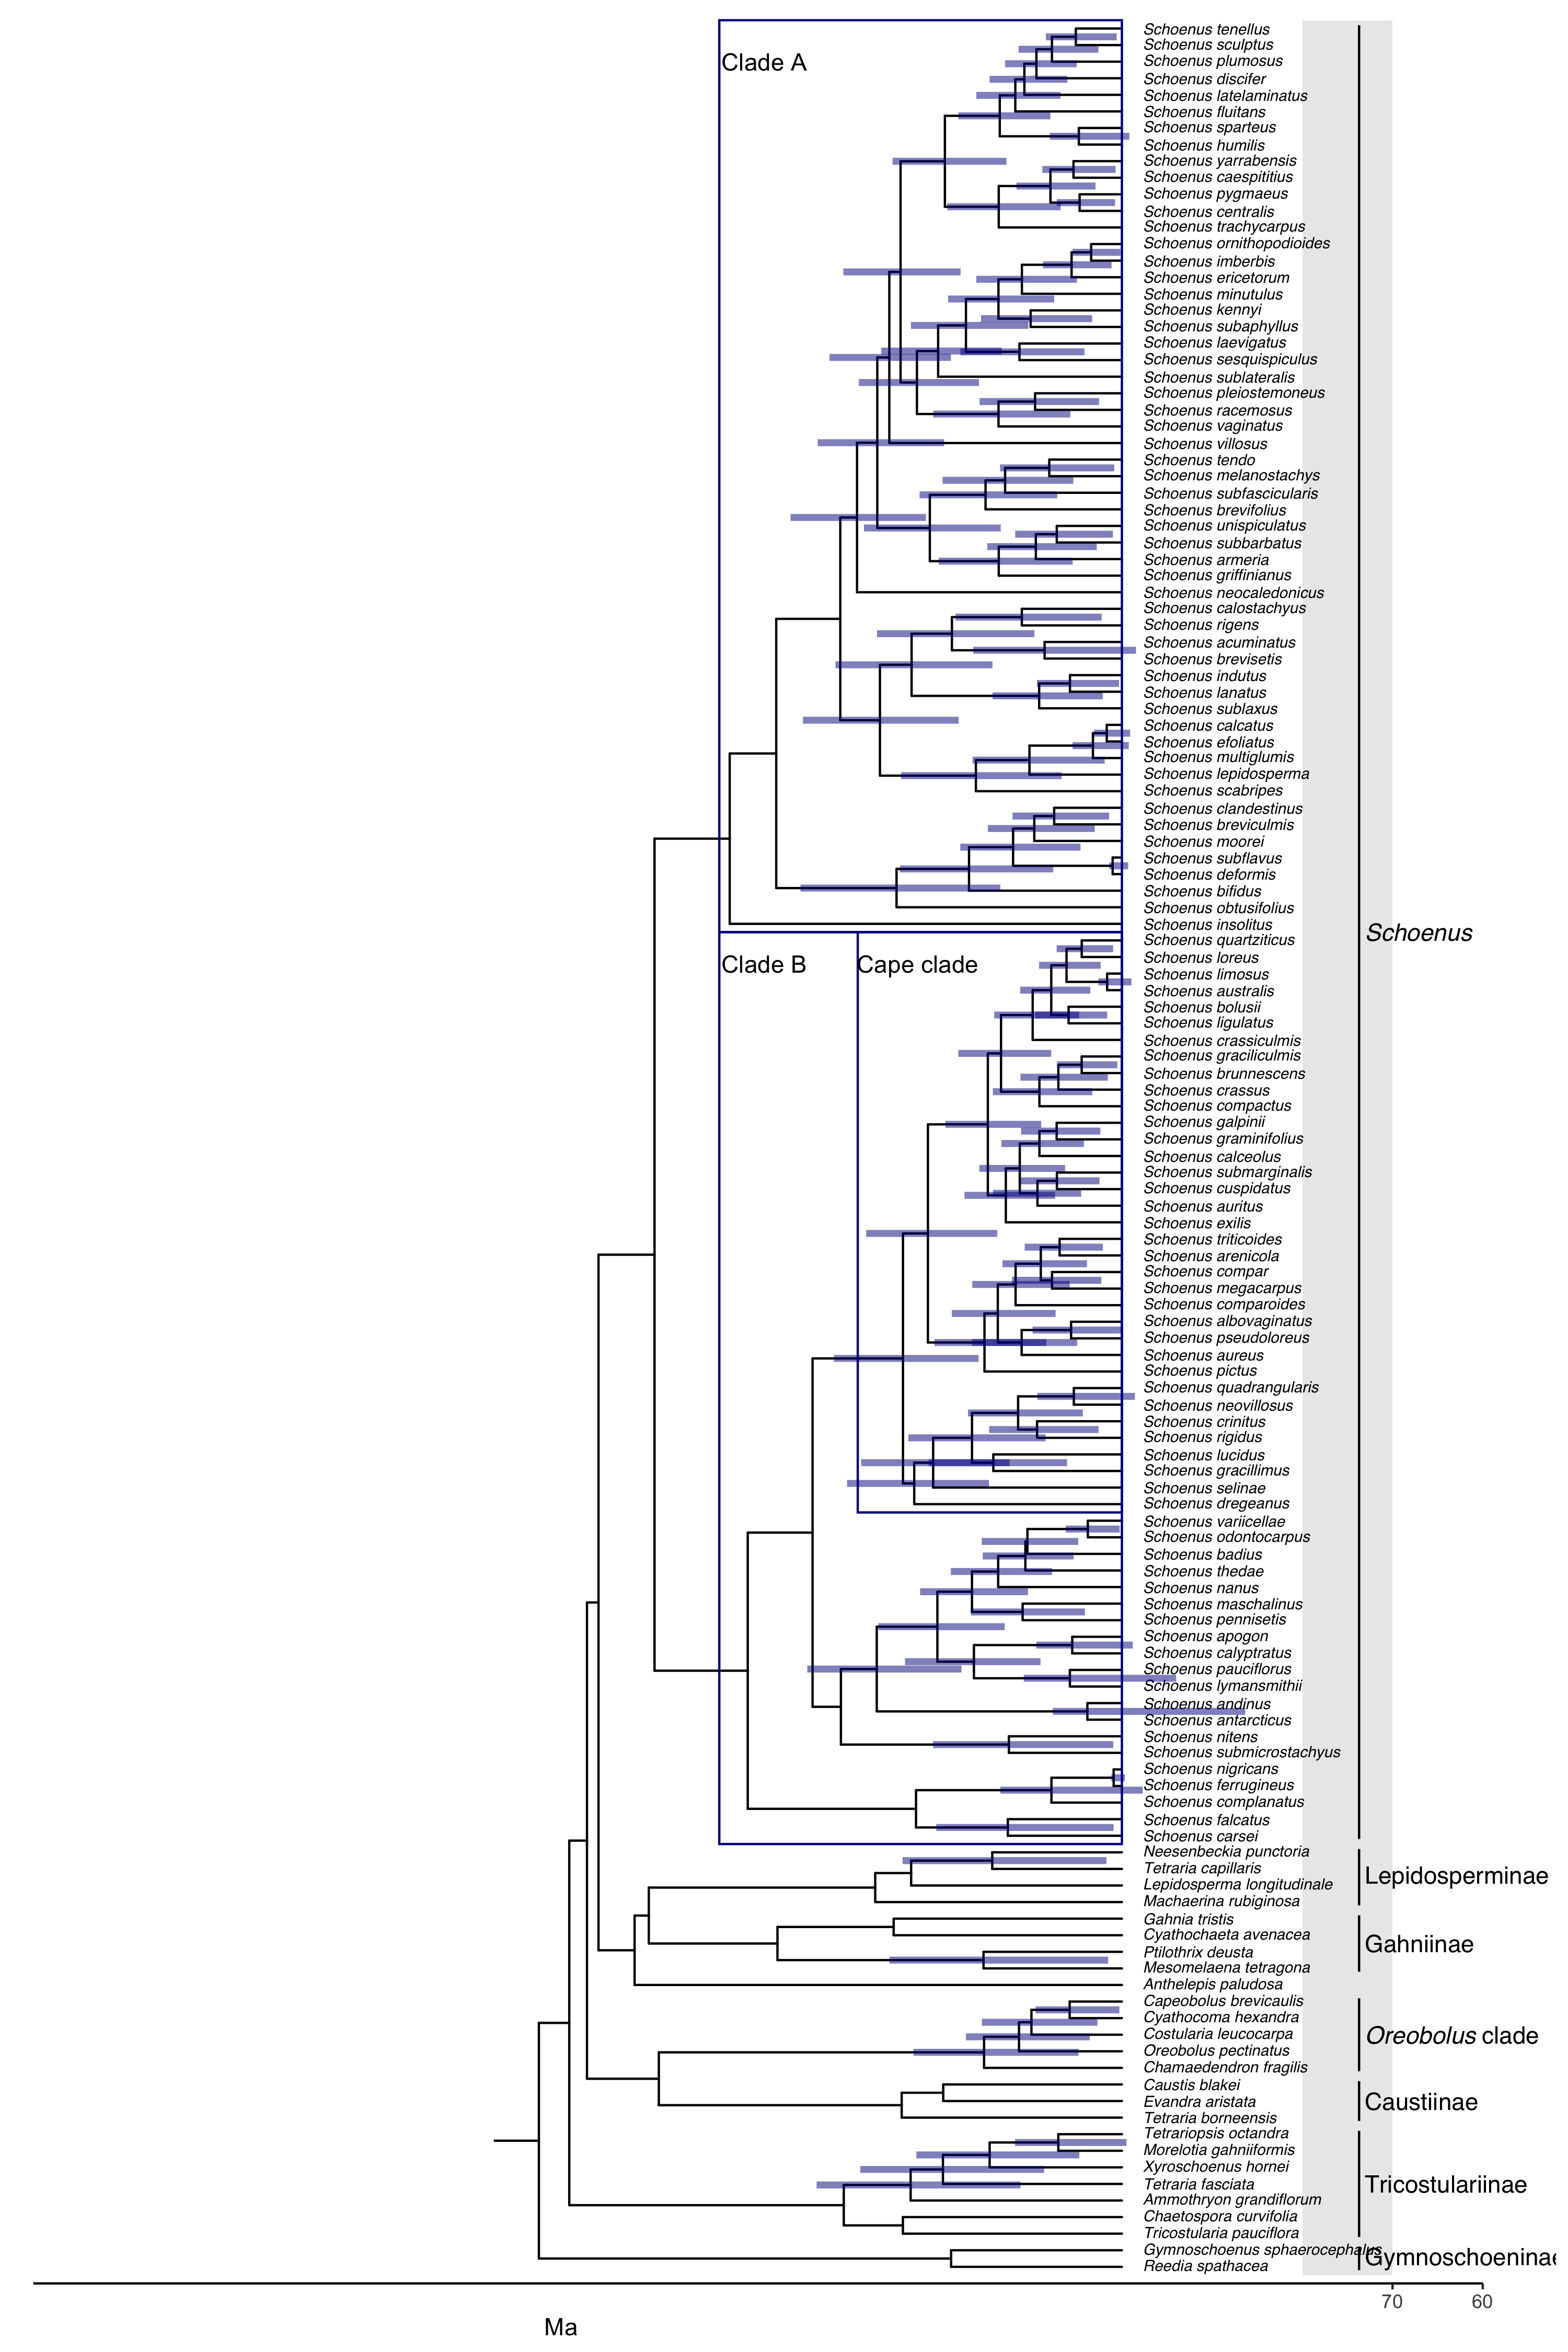 Clade A
Schoenus tenellus
Schoenus sculptus
Schoenus plumosus
Schoenus discifer
Schoenus latelaminatus
Schoenus fluitans
Schoenus sparteus
Schoenus humilis
Schoenus yarrabensis
Schoenus caespititius
Schoenus pygmaeus
Schoenus centralis
Schoenus trachycarpus
Schoenus ornithopodioides
Schoenus imberbis
Schoenus ericetorum
Schoenus minutulus
Schoenus kennyi
Schoenus subaphyllus
Schoenus laevigatus
Schoenus sesquispiculus
Schoenus sublateralis
Schoenus pleiostemoneus
Schoenus racemosus
Schoenus vaginatus
Schoenus villosus
Schoenus tendo
Schoenus melanostachys
Schoenus subfascicularis
Schoenus brevifolius
Schoenus unispiculatus
Schoenus subbarbatus
Schoenus armeria
Schoenus griffinianus
Schoenus neocaledonicus
Schoenus calostachyus
Schoenus rigens
Schoenus acuminatus
Schoenus brevisetis
Schoenus indutus
Schoenus lanatus
Schoenus sublaxus
Schoenus calcatus
Schoenus efoliatus
Schoenus multiglumis
Schoenus lepidosperma
Schoenus scabripes
Schoenus clandestinus
Schoenus breviculmis
Schoenus moorei
Schoenus subflavus
Schoenus deformis
Schoenus bifidus
Schoenus obtusifolius
Schoenus insolitus
Schoenus
Clade B
Cape clade
Schoenus quartziticus
Schoenus loreus
Schoenus limosus
Schoenus australis
Schoenus bolusii
Schoenus ligulatus
Schoenus crassiculmis
Schoenus graciliculmis
Schoenus brunnescens
Schoenus crassus
Schoenus compactus
Schoenus galpinii
Schoenus graminifolius
Schoenus calceolus
Schoenus submarginalis
Schoenus cuspidatus
Schoenus auritus
Schoenus exilis
Schoenus triticoides
Schoenus arenicola
Schoenus compar
Schoenus megacarpus
Schoenus comparoides
Schoenus albovaginatus
Schoenus pseudoloreus
Schoenus aureus
Schoenus pictus
Schoenus quadrangularis
Schoenus neovillosus
Schoenus crinitus
Schoenus rigidus
Schoenus lucidus
Schoenus gracillimus
Schoenus selinae
Schoenus dregeanus
Schoenus variicellae
Schoenus odontocarpus
Schoenus badius
Schoenus thedae
Schoenus nanus
Schoenus maschalinus
Schoenus pennisetis
Schoenus apogon
Schoenus calyptratus
Schoenus pauciflorus
Schoenus lymansmithii
Schoenus andinus
Schoenus antarcticus
Schoenus nitens
Schoenus submicrostachyus
Schoenus nigricans
Schoenus ferrugineus
Schoenus complanatus
Schoenus falcatus
Schoenus carsei
Neesenbeckia punctoria
Tetraria capillaris
Lepidosperma longitudinale
Machaerina rubiginosa
Lepidosperminae
Gahnia tristis
Cyathochaeta avenacea
Ptilothrix deusta
Mesomelaena tetragona
Gahniinae
Anthelepis paludosa
Capeobolus brevicaulis
Cyathocoma hexandra
Costularia leucocarpa
Oreobolus pectinatus
Chamaedendron fragilis
Oreobolus clade
Caustis blakei
Evandra aristata
Tetraria borneensis
Caustiinae
Tetrariopsis octandra
Morelotia gahniiformis
Xyroschoenus hornei
Tetraria fasciata
Ammothryon grandiflorum
Chaetospora curvifolia
Tricostularia pauciflora
Tricostulariinae
Gymnoschoenus sphaerocephalus
Reedia spathacea
Gymnoschoeninae
70 60
Ma